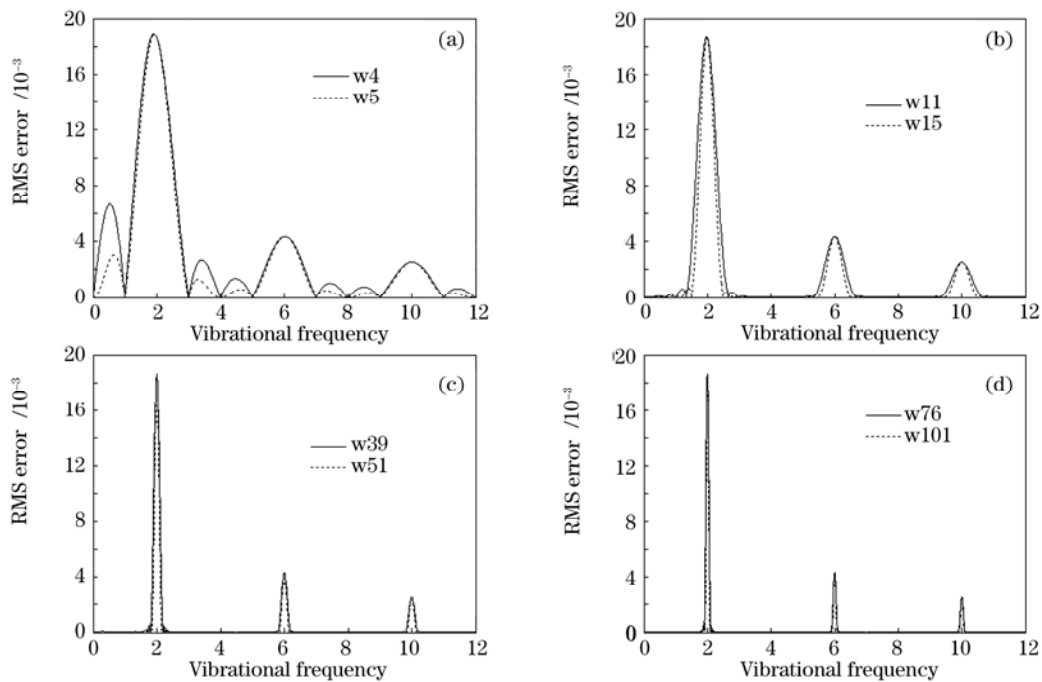 20
16
12
8
4
0
RMS error /10⁻³
(a)
w4
w5
0 2 4 6 8 10 12
Vibrational frequency
20
16
12
8
4
0
RMS error /10⁻³
(b)
w11
w15
0 2 4 6 8 10 12
Vibrational frequency
20
16
12
8
4
0
RMS error /10⁻³
(c)
w39
w51
0 2 4 6 8 10 12
Vibrational frequency
20
16
12
8
4
0
RMS error /10⁻³
(d)
w76
w101
0 2 4 6 8 10 12
Vibrational frequency